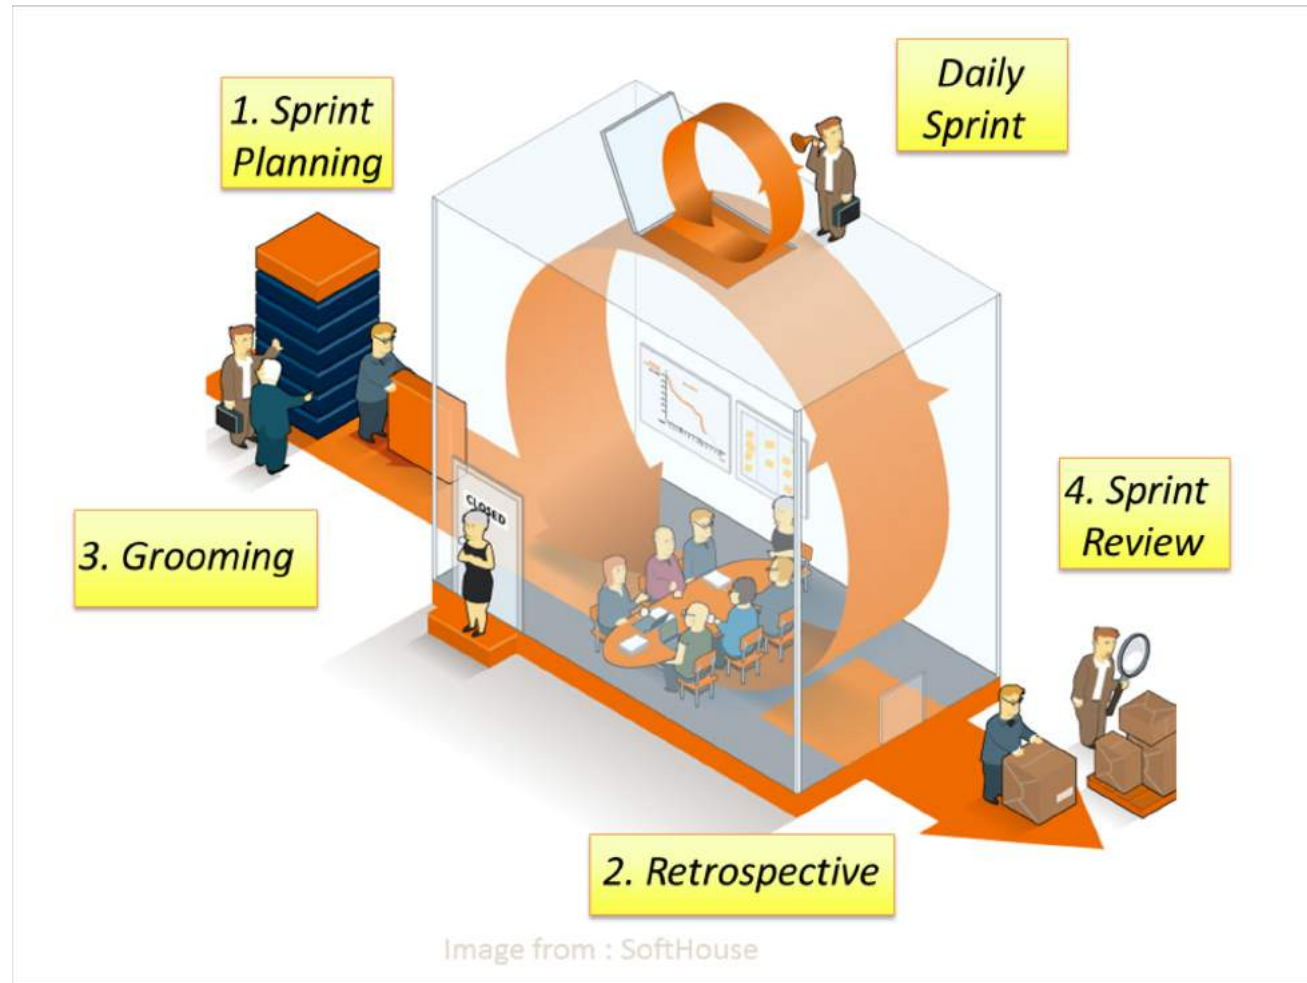 Daily
Sprint
1. Sprint
Planning
CLOSED
3. Grooming
4. Sprint
Review
2. Retrospective
Image from : SoftHouse